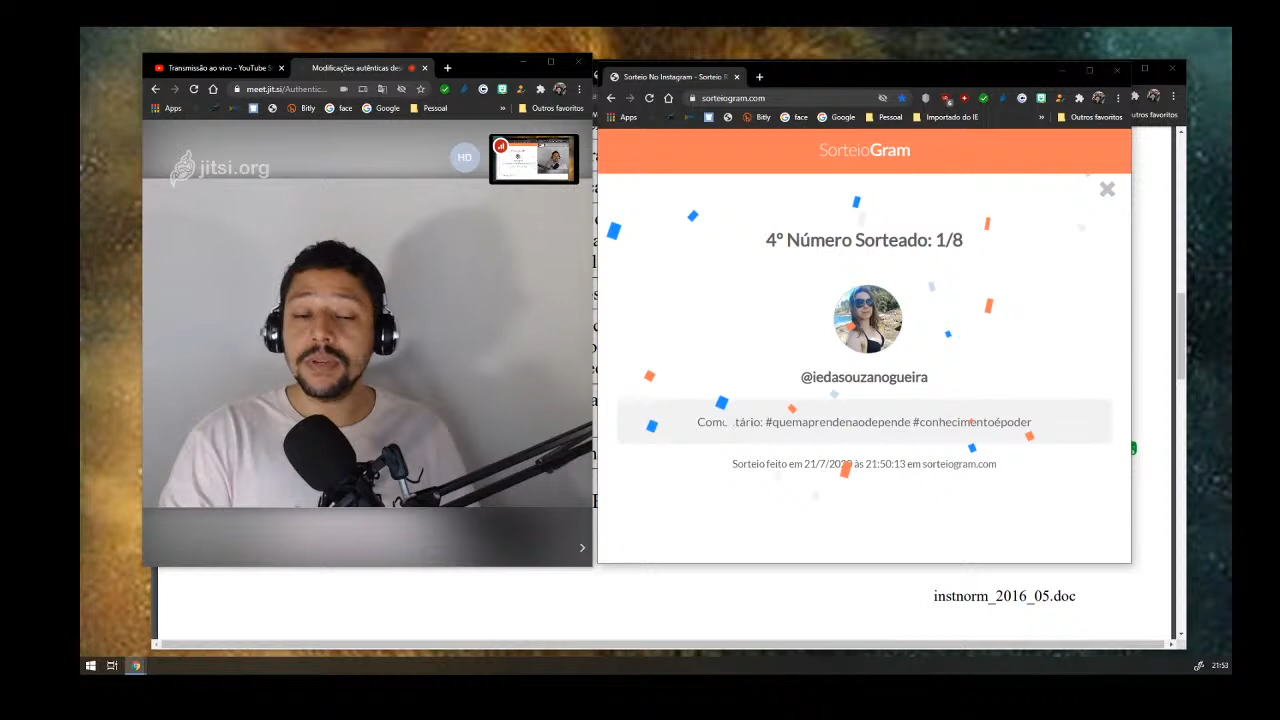 Transmissão ao vivo - YouTube S
Modificações autênticas des
meet.jit.si/Authentic...
Apps
Bitly
face
Google
Pessoal
»
Outros favoritos
jitsi.org
HD
Sorteio No Instagram - Sorteio R
sorteiogram.com
Apps
Bitly
face
Google
Pessoal
Importado do IE
»
Outros favoritos
SorteioGram
4º Número Sorteado: 1/8
@iedasouzanogueira
#quemaprendenaodepende #conhecimentoépoder
Sorteio feito em 21/7/2020 às 21:50:13 em sorteiogram.com
instnorm_2016_05.doc
21:53